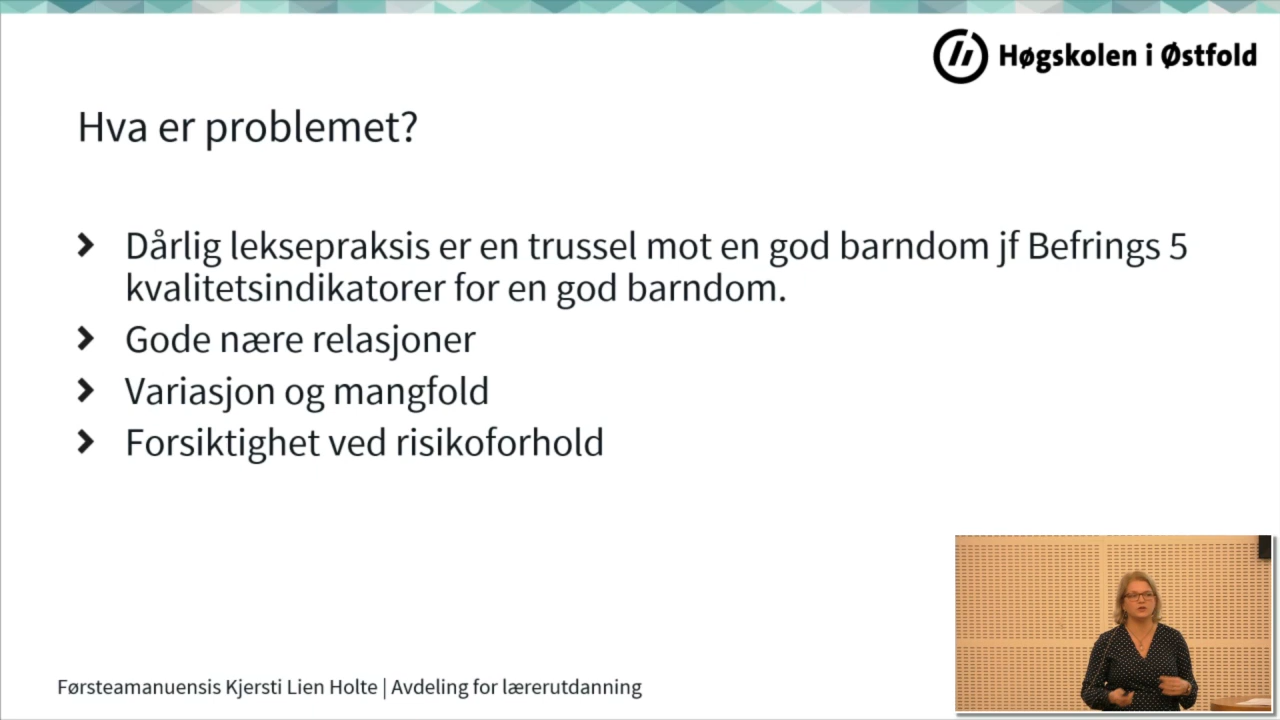 Høgskolen i Østfold
Hva er problemet?
Dårlig leksepraksis er en trussel mot en god barndom jf Befrings 5
kvalitetsindikatorer for en god barndom.
Gode nære relasjoner
Variasjon og mangfold
Forsiktighet ved risikoforhold
Førsteamanuensis Kjersti Lien Holte | Avdeling for lærerutdanning